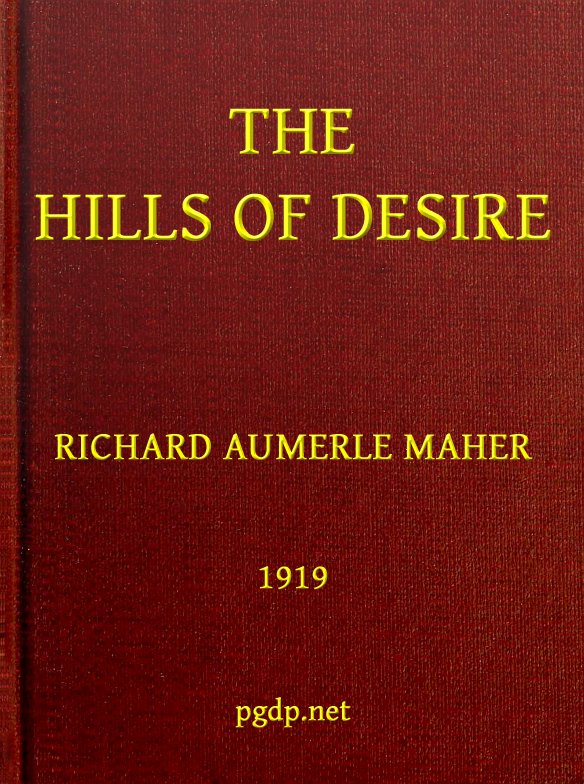 THE
HILLS OF DESIRE
RICHARD AUMERLE MAHER
1919
pgdp.net